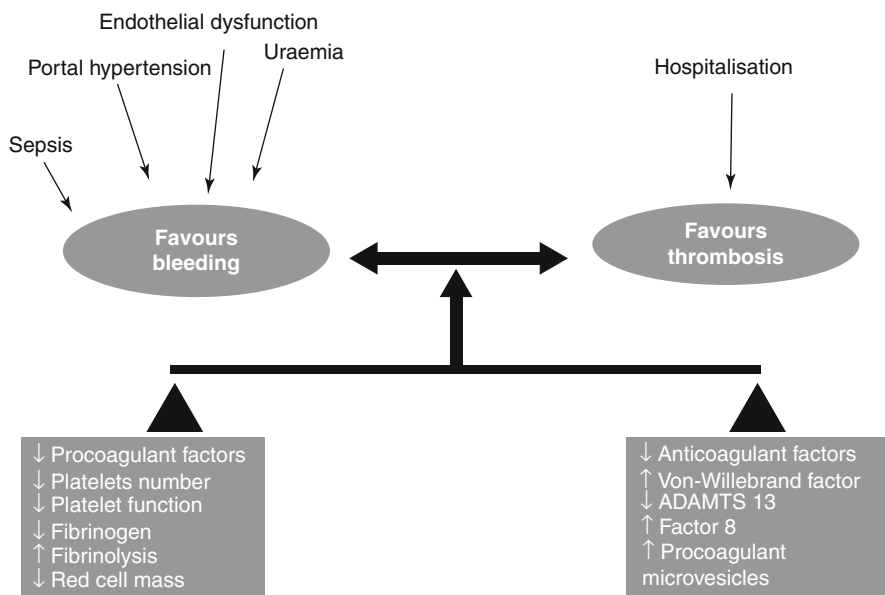 Endothelial dysfunction
Uraemia
Portal hypertension
Sepsis
Hospitalisation
Favours
bleeding
Favours
thrombosis
↓ Procoagulant factors
↓ Platelets number
↓ Platelet function
↓ Fibrinogen
↑ Fibrinolysis
↓ Red cell mass
↓ Anticoagulant factors
↑ Von-Willebrand factor
↓ ADAMTS 13
↑ Factor 8
↑ Procoagulant
microvesicles